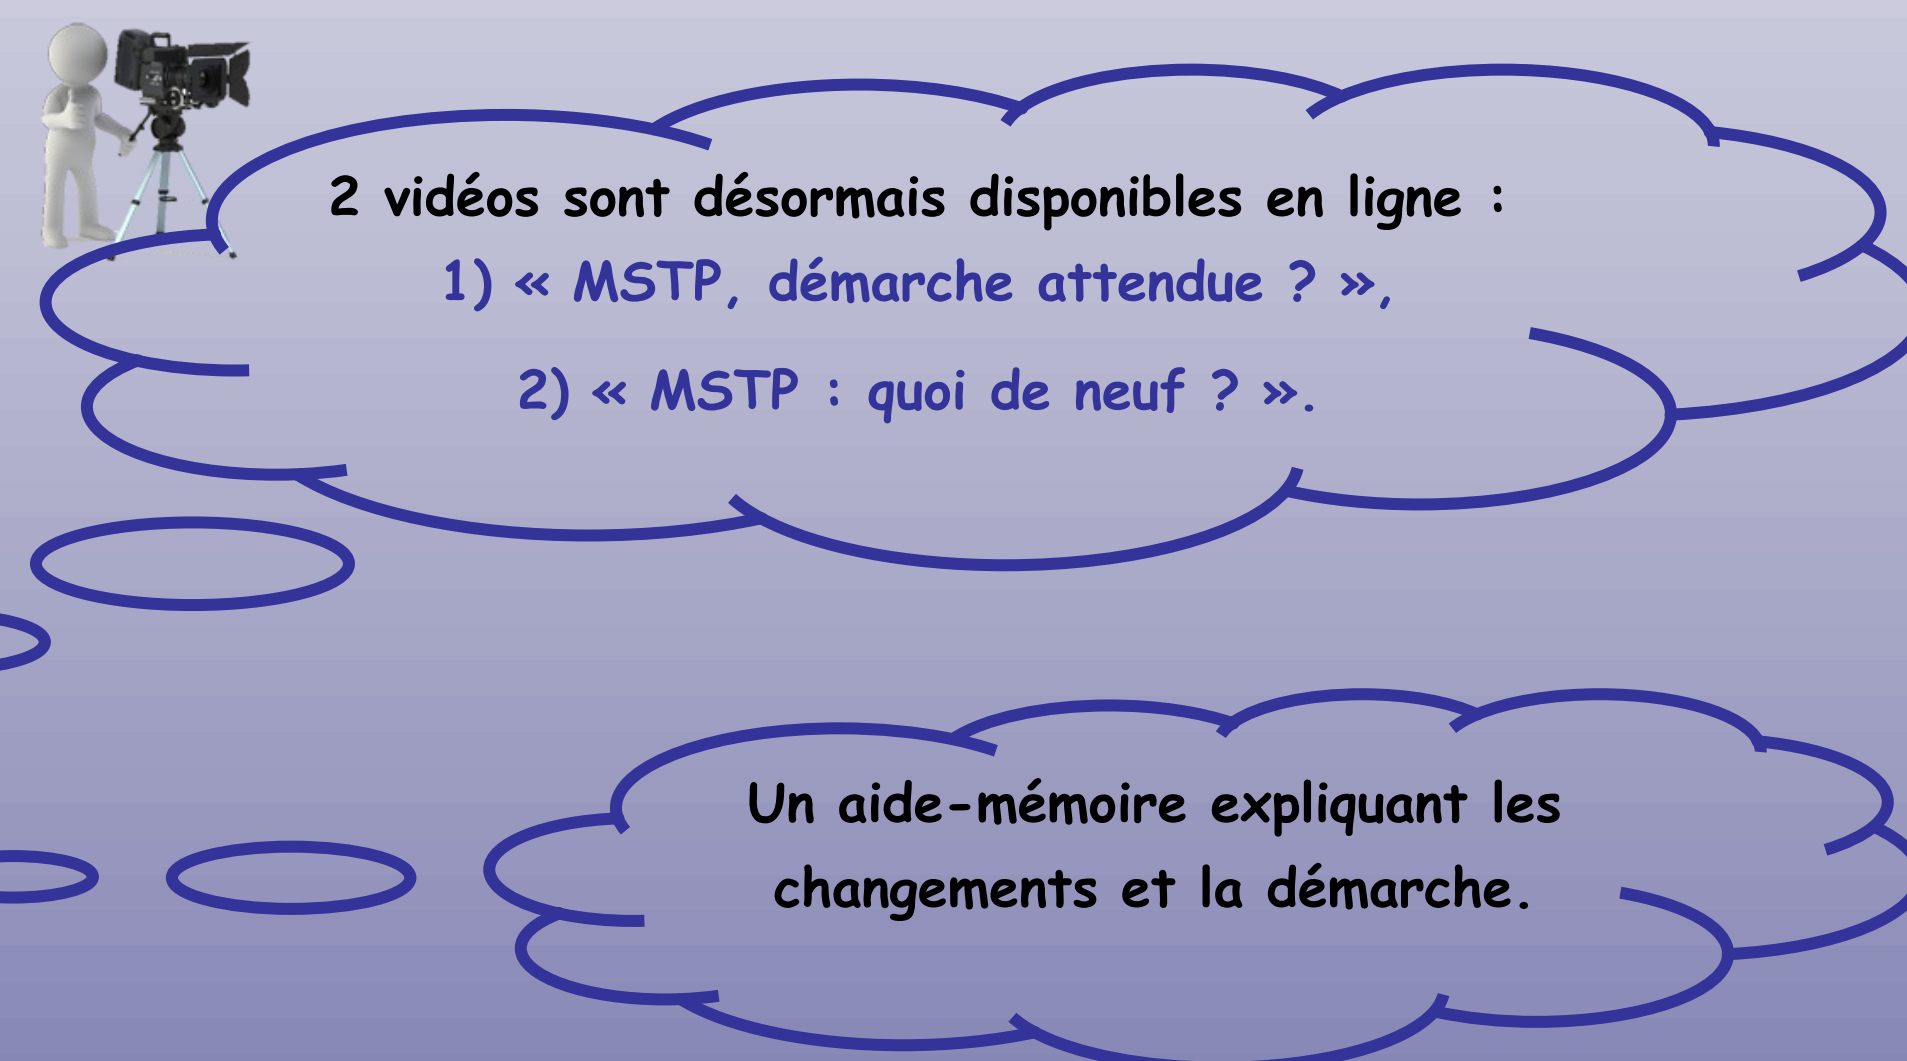 2 vidéos sont désormais disponibles en ligne :
1) « MSTP, démarche attendue ? »,
2) « MSTP : quoi de neuf ? ».
Un aide-mémoire expliquant les
changements et la démarche.